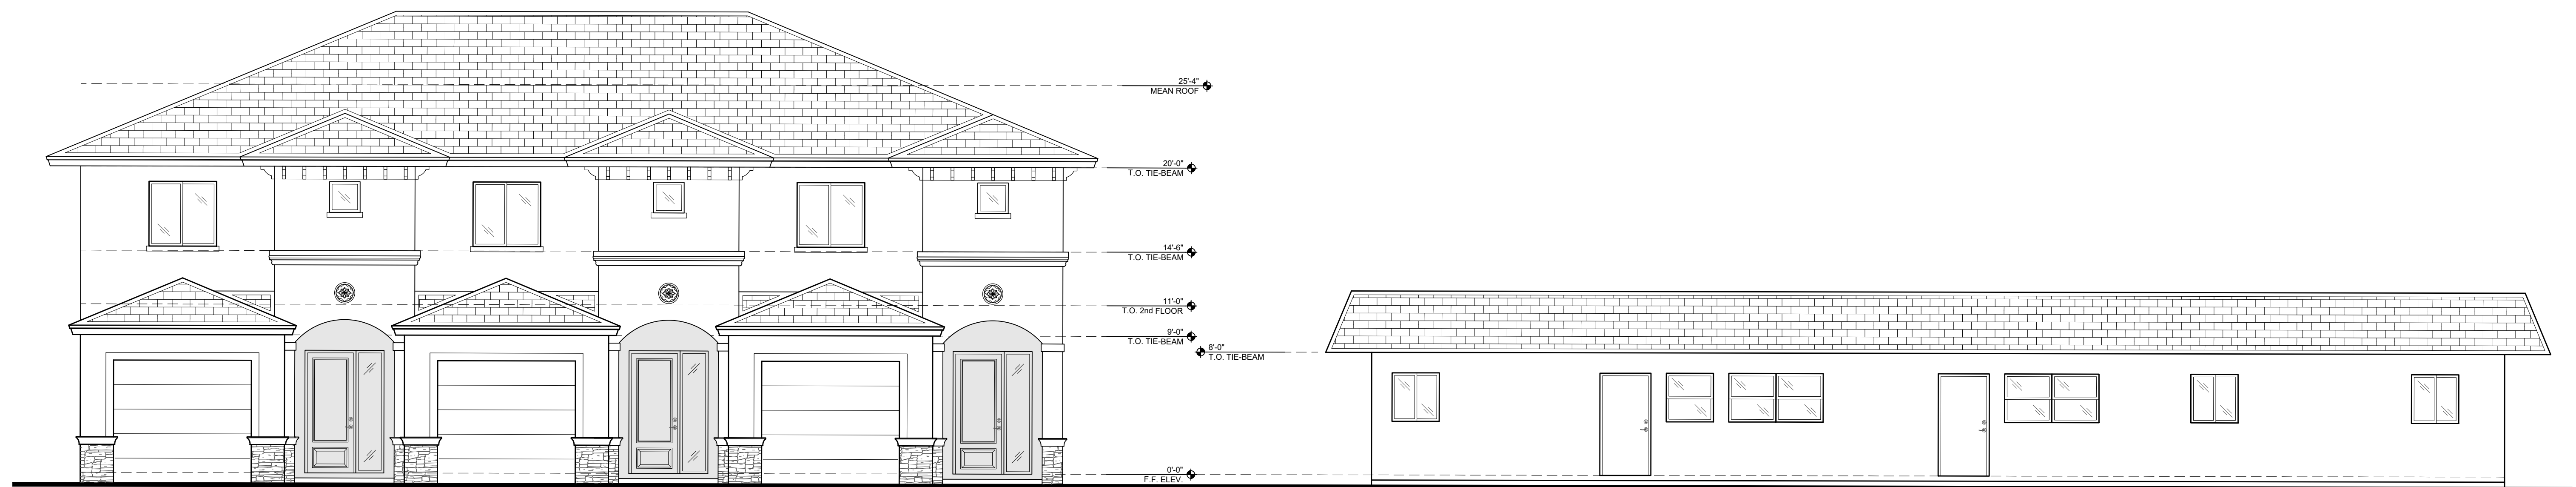 25'-4"
MEAN ROOF
20'-0"
T.O. TIE-BEAM
14'-6"
T.O. TIE-BEAM
11'-0"
T.O. 2nd FLOOR
9'-0"
T.O. TIE-BEAM
8'-0"
T.O. TIE-BEAM
0'-0"
F.F. ELEV.